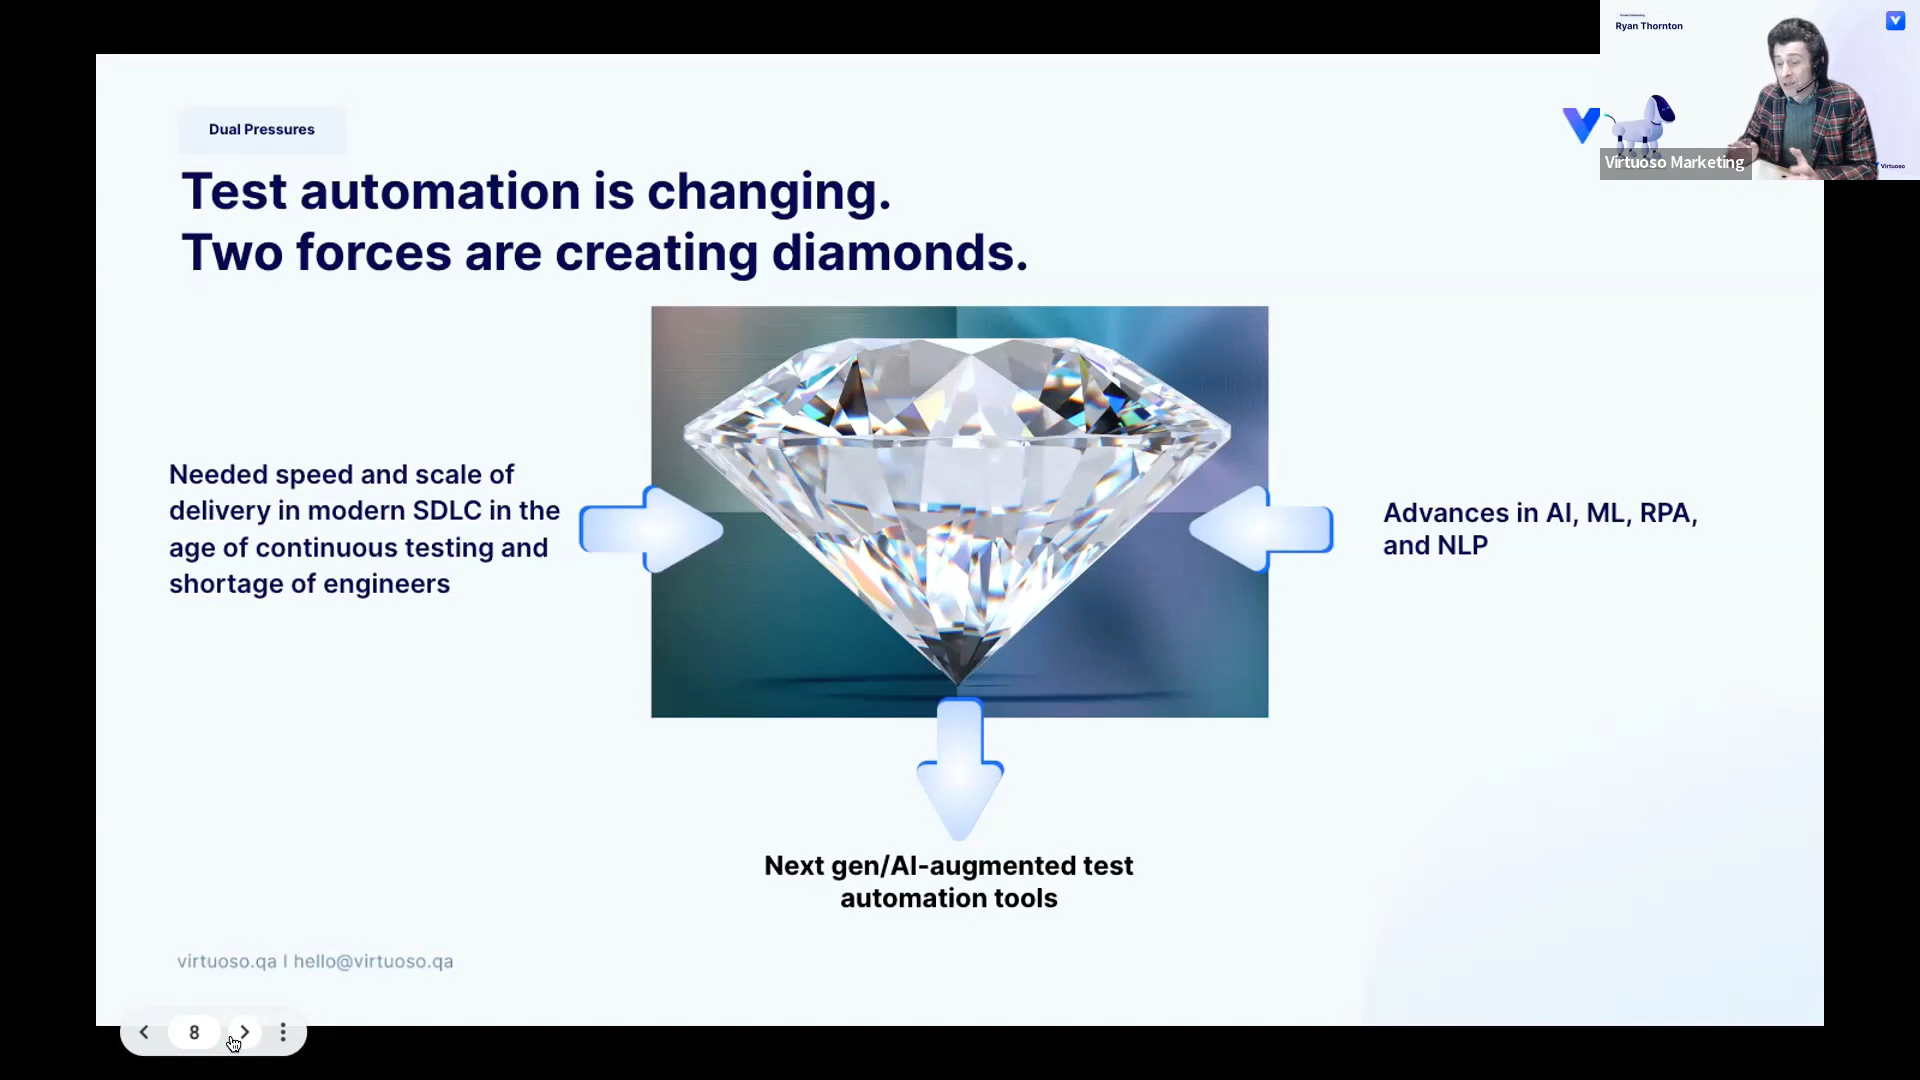 Dual Pressures
Test automation is changing.
Two forces are creating diamonds.
Needed speed and scale of
delivery in modern SDLC in the
age of continuous testing and
shortage of engineers
Advances in AI, ML, RPA,
and NLP
Next gen/AI-augmented test
automation tools
virtuoso.qa I hello@virtuoso.qa
8
Ryan Thornton
Virtuoso Marketing
Virtuoso